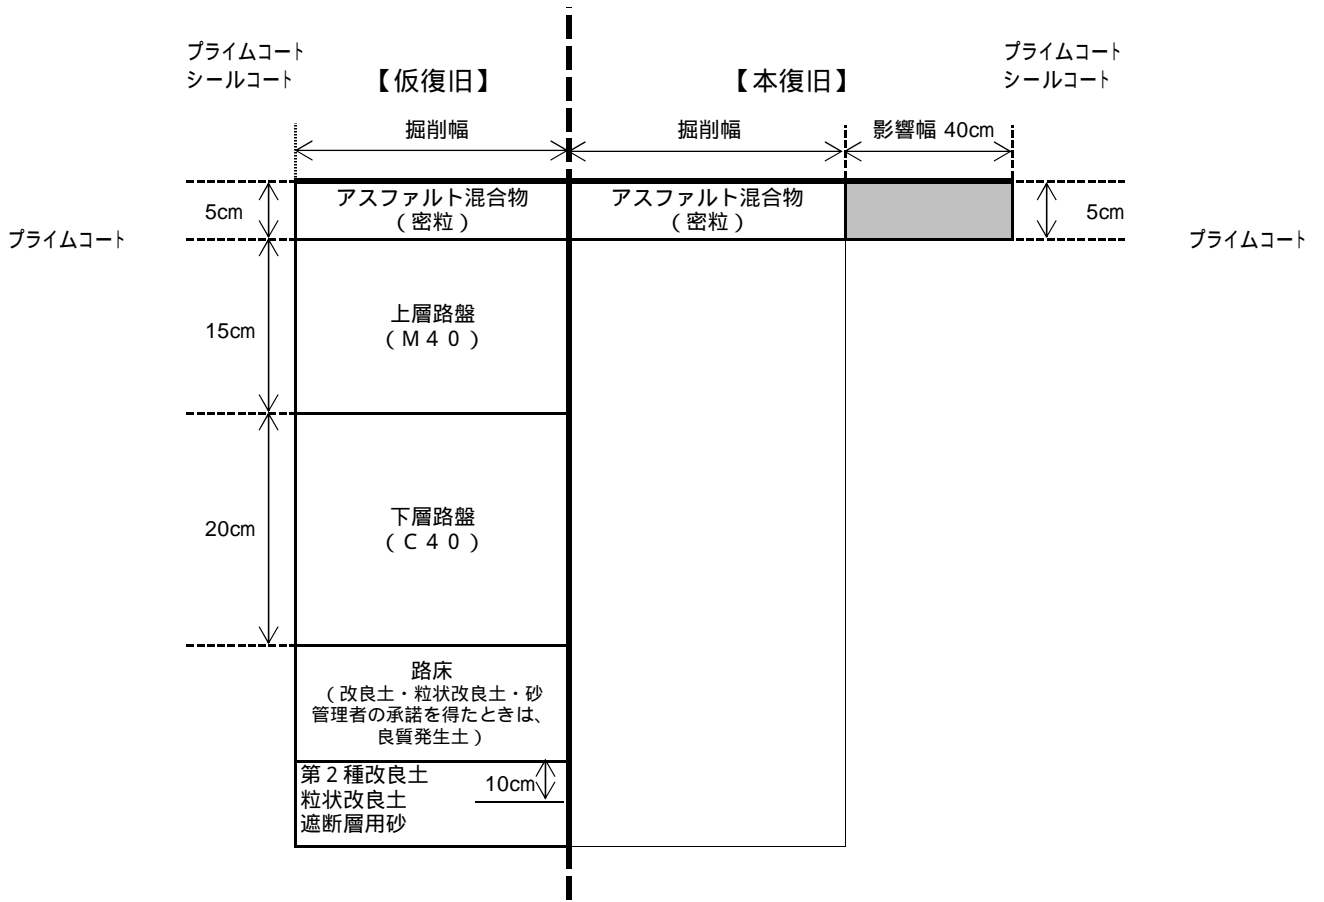 プライムコート
シールコート
【仮復旧】
【本復旧】
プライムコート
シールコート
掘削幅
掘削幅
影響幅 40cm
5cm
アスファルト混合物
（密粒）
アスファルト混合物
（密粒）
5cm
プライムコート
プライムコート
15cm
上層路盤
（Ｍ４０）
20cm
下層路盤
（Ｃ４０）
路床
（改良土・粒状改良土・砂
管理者の承諾を得たときは、
良質発生土）
第２種改良土
粒状改良土
遮断層用砂
10cm